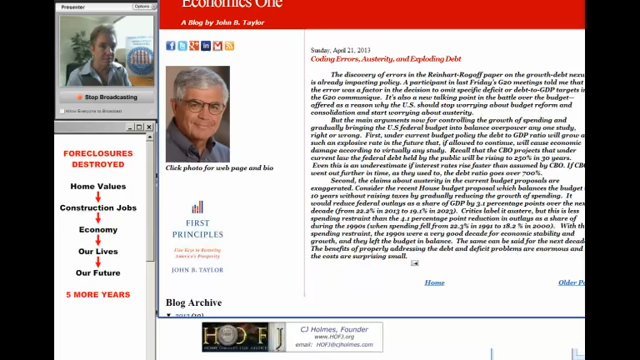 Economics One
A Blog by John B. Taylor
Presenter
Options
Stop Broadcasting
FORECLOSURES
DESTROYED
Home Values
Construction Jobs
Economy
Our Lives
Our Future
5 MORE YEARS
Click photo for web page and bio
FIRST
PRINCIPLES
Five Keys to Restoring
America's Prosperity
JOHN B. TAYLOR
Blog Archive
Sunday, April 21, 2013
Coding Errors, Austerity, and Exploding Debt
The discovery of errors in the Reinhart-Rogoff paper on the growth-debt nexu
is already impacting policy. A participant in last Friday's G20 meetings told me that
the error was a factor in the decision to omit specific deficit or debt-to-GDP targets in
the G20 communique. It's also a new talking point in the battle over the budget—
offered as a reason why the U.S. should stop worrying about budget reform and
consolidation and start worrying about austerity.
But the main arguments now for controlling the growth of spending and
gradually bringing the U.S federal budget into balance overpower any one study,
right or wrong. First, under current budget policy the debt to GDP ratio will grow a
such an explosive rate in the future that, if allowed to continue, will cause economic
damage according to virtually any study. Recall that the CBO projects that under
current law the federal debt held by the public will be rising to 250% in 30 years.
Even this is an underestimate if interest rates rise faster than assumed by CBO. If C
went out further in time, as they used to, the debt ratio goes over 700%.
Second, the claims about austerity in the current budget proposals are
exaggerated. Consider the recent House budget proposal which balances the budget
10 years without raising taxes by gradually reducing the growth of spending. It
would reduce federal outlays as a share of GDP by 3.1 percentage points over the nex
decade (from 22.2% in 2013 to 19.1% in 2023). Critics label it austere, but this is less
spending restraint than the 4.1 percentage point reduction in outlays as a share of
during the 1990s (when spending fell from 22.3% in 1991 to 18.2 % in 2000). With th
spending restraint, the 1990s were a very good decade for economic stability and
growth, and they left the budget in balance. The same can be said for the next decad
The benefits of properly addressing the debt and deficit problems are enormous and
the costs are surprising small.
Home
Older P
CJ Holmes, Founder
www.HOFJ.org
email: HOFJ@cjholmes.com
HOFJ